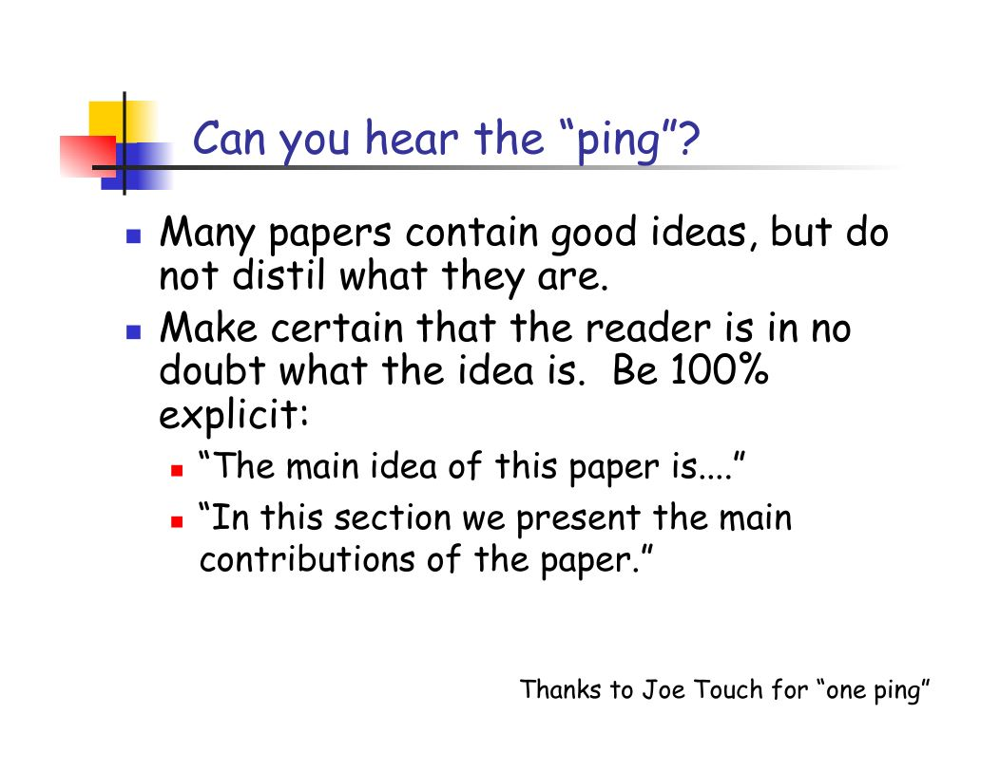 Can you hear the “ping”?
Many papers contain good ideas, but do
not distil what they are.
Make certain that the reader is in no
doubt what the idea is.  Be 100%
explicit:
“The main idea of this paper is....”
“In this section we present the main
contributions of the paper.”
Thanks to Joe Touch for “one ping”